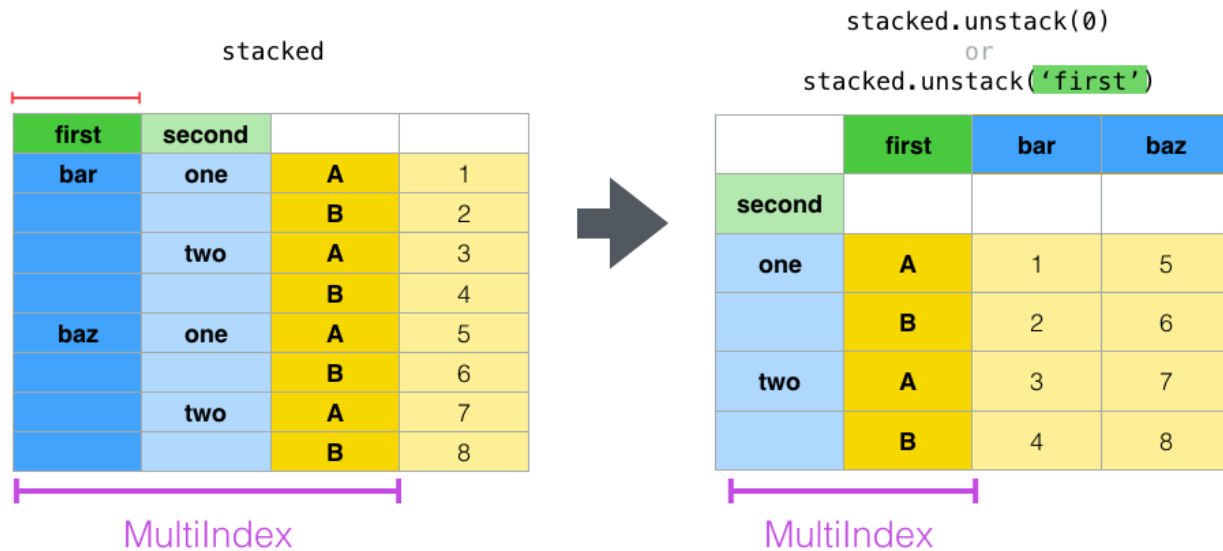 stacked
first second
bar one A 1
B 2
two A 3
B 4
baz one A 5
B 6
two A 7
B 8
MultiIndex
stacked.unstack(0)
or
stacked.unstack(‘first’)
first bar baz
second
one A 1 5
B 2 6
two A 3 7
B 4 8
MultiIndex